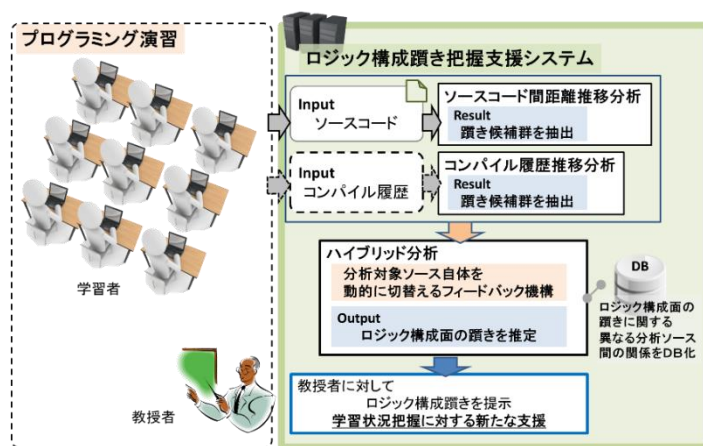 プログラミング演習
学習者
教授者
ロジック構成躓き把握支援システム
Input
ソースコード
ソースコード間距離推移分析
Result
躓き候補群を抽出
Input
コンパイル履歴
コンパイル履歴推移分析
Result
躓き候補群を抽出
ハイブリッド分析
分析対象ソース自体を
動的に切替えるフィードバック機構
Output
ロジック構成面の躓きを推定
DB
ロジック構成面の
躓きに関する
異なる分析ソース
間の関係をDB化
教授者に対して
ロジック構成躓きを提示
学習状況把握に対する新たな支援